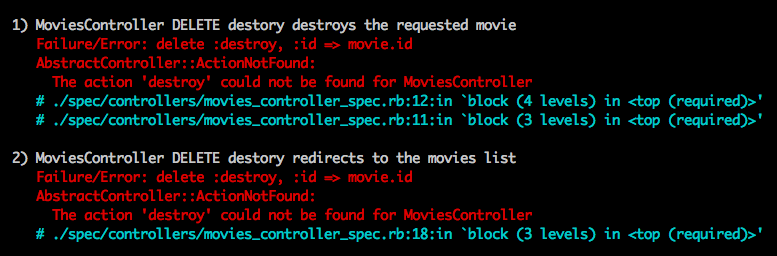 1) MoviesController DELETE destory destroys the requested movie
Failure/Error: delete :destroy, :id => movie.id
AbstractController::ActionNotFound:
The action 'destroy' could not be found for MoviesController
# ./spec/controllers/movies_controller_spec.rb:12:in `block (4 levels) in <top (required)>'
# ./spec/controllers/movies_controller_spec.rb:11:in `block (3 levels) in <top (required)>'
2) MoviesController DELETE destory redirects to the movies list
Failure/Error: delete :destroy, :id => movie.id
AbstractController::ActionNotFound:
The action 'destroy' could not be found for MoviesController
# ./spec/controllers/movies_controller_spec.rb:18:in `block (3 levels) in <top (required)>'